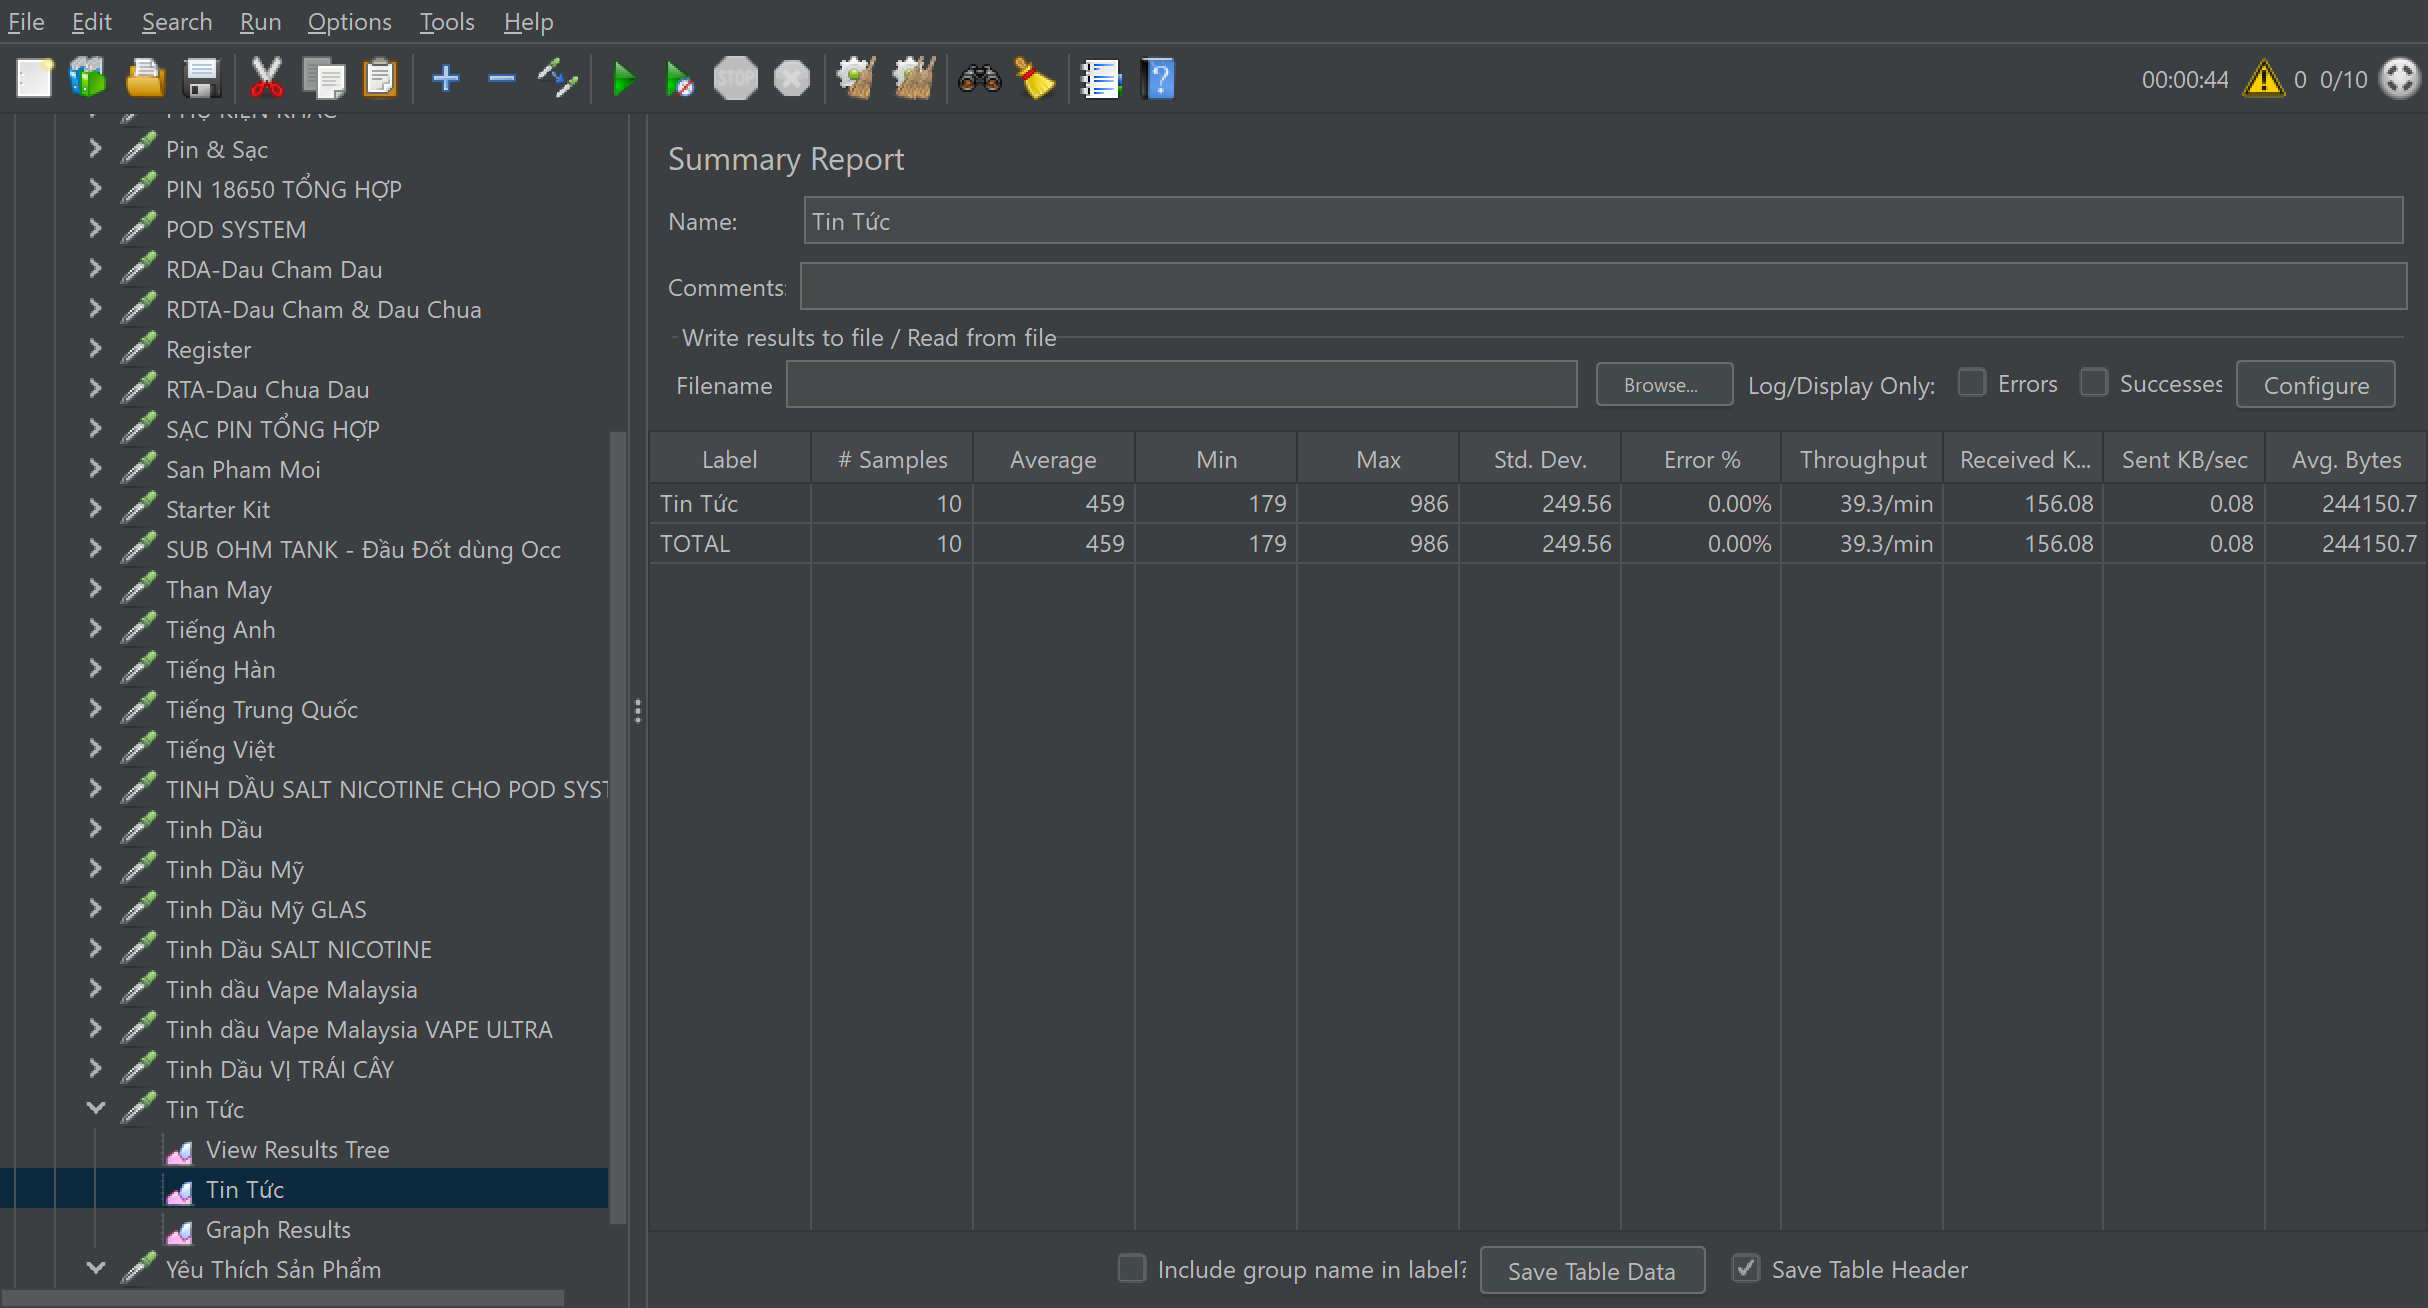 File Edit Search Run Options Tools Help
STOP
00:00:44 0 0/10
PHỤ KIỆN KHÁC
Pin & Sạc
PIN 18650 TỔNG HỢP
POD SYSTEM
RDA-Dau Cham Dau
RDTA-Dau Cham & Dau Chua
Register
RTA-Dau Chua Dau
SẠC PIN TỔNG HỢP
San Pham Moi
Starter Kit
SUB OHM TANK - Đầu Đốt dùng Occ
Than May
Tiếng Anh
Tiếng Hàn
Tiếng Trung Quốc
Tiếng Việt
TINH DẦU SALT NICOTINE CHO POD SYST
Tinh Dầu
Tinh Dầu Mỹ
Tinh Dầu Mỹ GLAS
Tinh Dầu SALT NICOTINE
Tinh dầu Vape Malaysia
Tinh dầu Vape Malaysia VAPE ULTRA
Tinh Dầu VỊ TRÁI CÂY
Tin Tức
View Results Tree
Tin Tức
Graph Results
Yêu Thích Sản Phẩm
Summary Report
Name: Tin Tức
Comments:
Write results to file / Read from file
Filename Browse... Log/Display Only: Errors Successes Configure
Label # Samples Average Min Max Std. Dev. Error % Throughput Received K... Sent KB/sec Avg. Bytes
Tin Tức 10 459 179 986 249.56 0.00% 39.3/min 156.08 0.08 244150.7
TOTAL 10 459 179 986 249.56 0.00% 39.3/min 156.08 0.08 244150.7
Include group name in label? Save Table Data Save Table Header